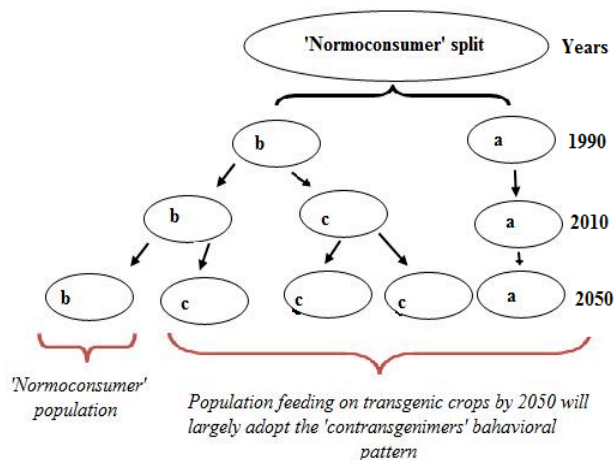 'Normoconsumer' split
Years
b
a
1990
b
c
a
2010
b
c
c
c
a
2050
'Normoconsumer'
population
Population feeding on transgenic crops by 2050 will
largely adopt the 'contransgenimers' bahavioral
pattern